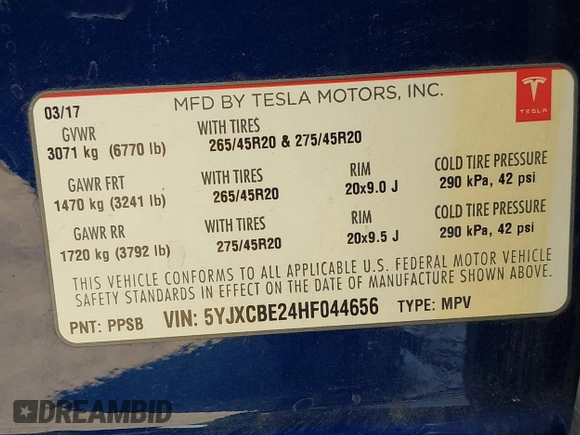 MFD BY TESLA MOTORS, INC.
TESLA
03/17
GVWR WITH TIRES
3071 kg (6770 lb) 265/45R20 & 275/45R20
GAWR FRT WITH TIRES RIM COLD TIRE PRESSURE
1470 kg (3241 lb) 265/45R20 20x9.0 J 290 kPa, 42 psi
GAWR RR WITH TIRES RIM COLD TIRE PRESSURE
1720 kg (3792 lb) 275/45R20 20x9.5 J 290 kPa, 42 psi
THIS VEHICLE CONFORMS TO ALL APPLICABLE U.S. FEDERAL MOTOR VEHICLE
SAFETY STANDARDS IN EFFECT ON THE DATE OF MANUFACTURE SHOWN ABOVE.
PNT: PPSB VIN: 5YJXCBE24HF044656 TYPE: MPV
DREAMBID